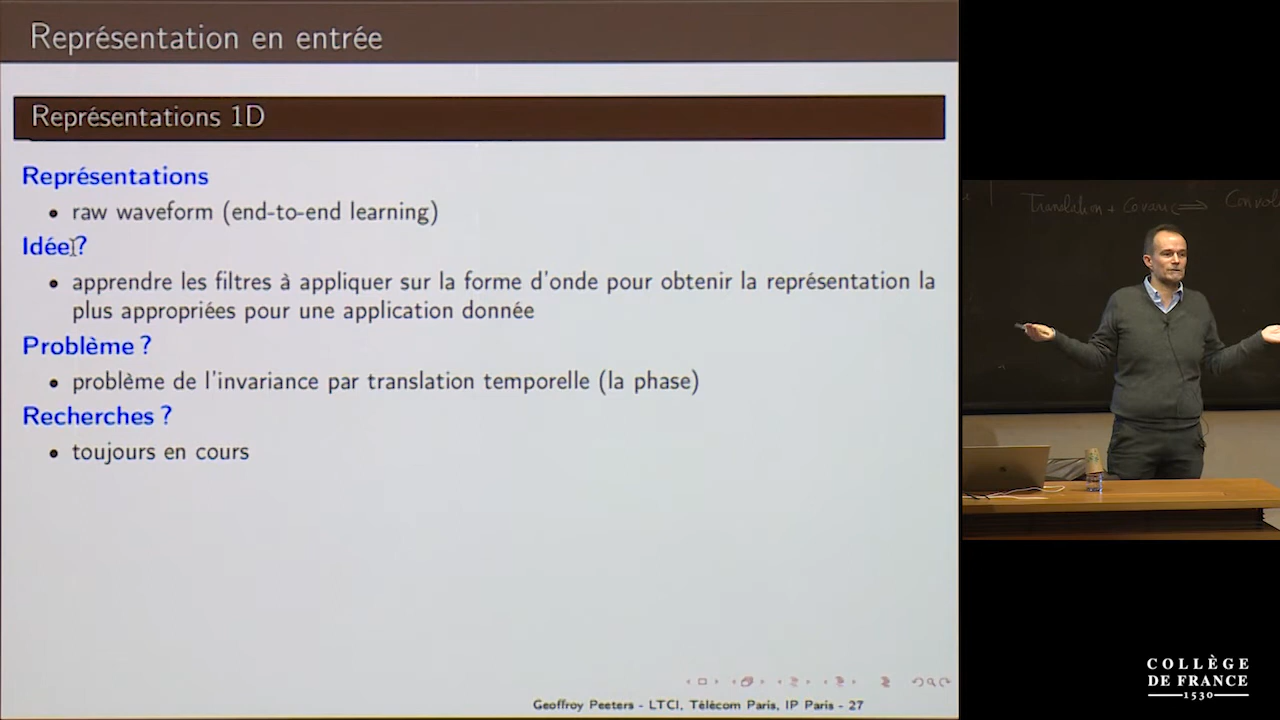 Représentation en entrée
Représentations 1D
Représentations
• raw waveform (end-to-end learning)
Idée ?
• apprendre les filtres à appliquer sur la forme d'onde pour obtenir la représentation la
plus appropriées pour une application donnée
Problème ?
• problème de l'invariance par translation temporelle (la phase)
Recherches ?
• toujours en cours
Geoffroy Peeters - LTCI, Télécom Paris, IP Paris - 27
Translation + Covari
COLLÈGE
DE FRANCE
1530